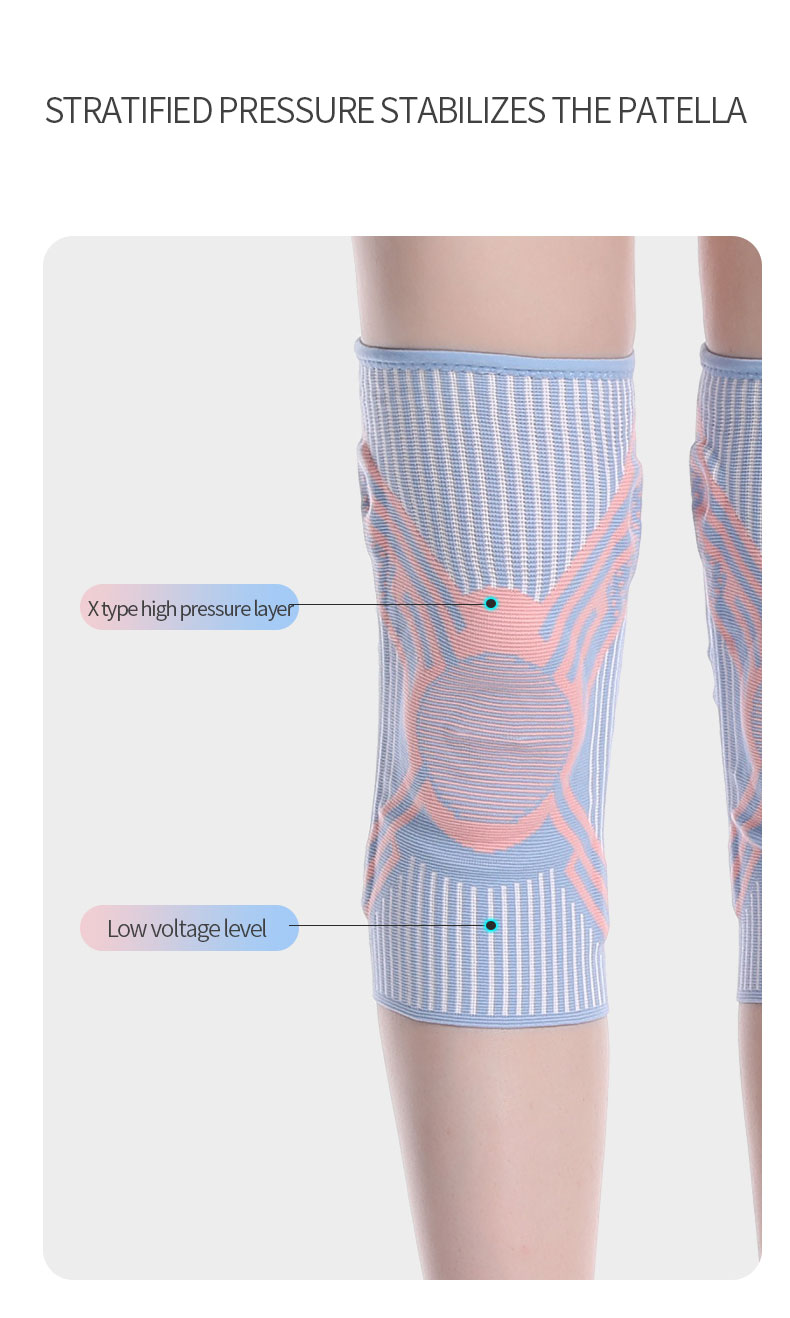 STRATIFIED PRESSURE STABILIZES THE PATELLA
X type high pressure layer
Low voltage level